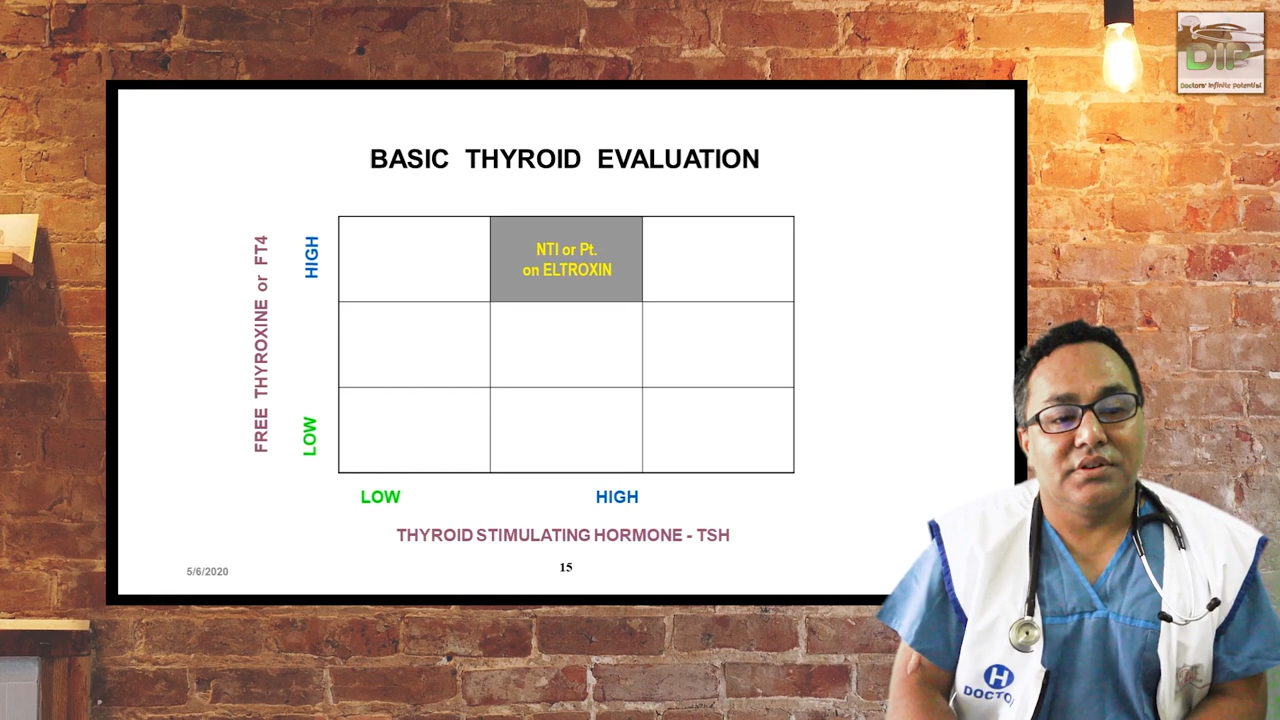 DIP
Doctors' Infinite Potential
BASIC THYROID EVALUATION
FREE THYROXINE or FT4
HIGH
LOW
NTI or Pt.
on ELTROXIN
LOW
HIGH
THYROID STIMULATING HORMONE - TSH
5/6/2020
15
H
DOCTO